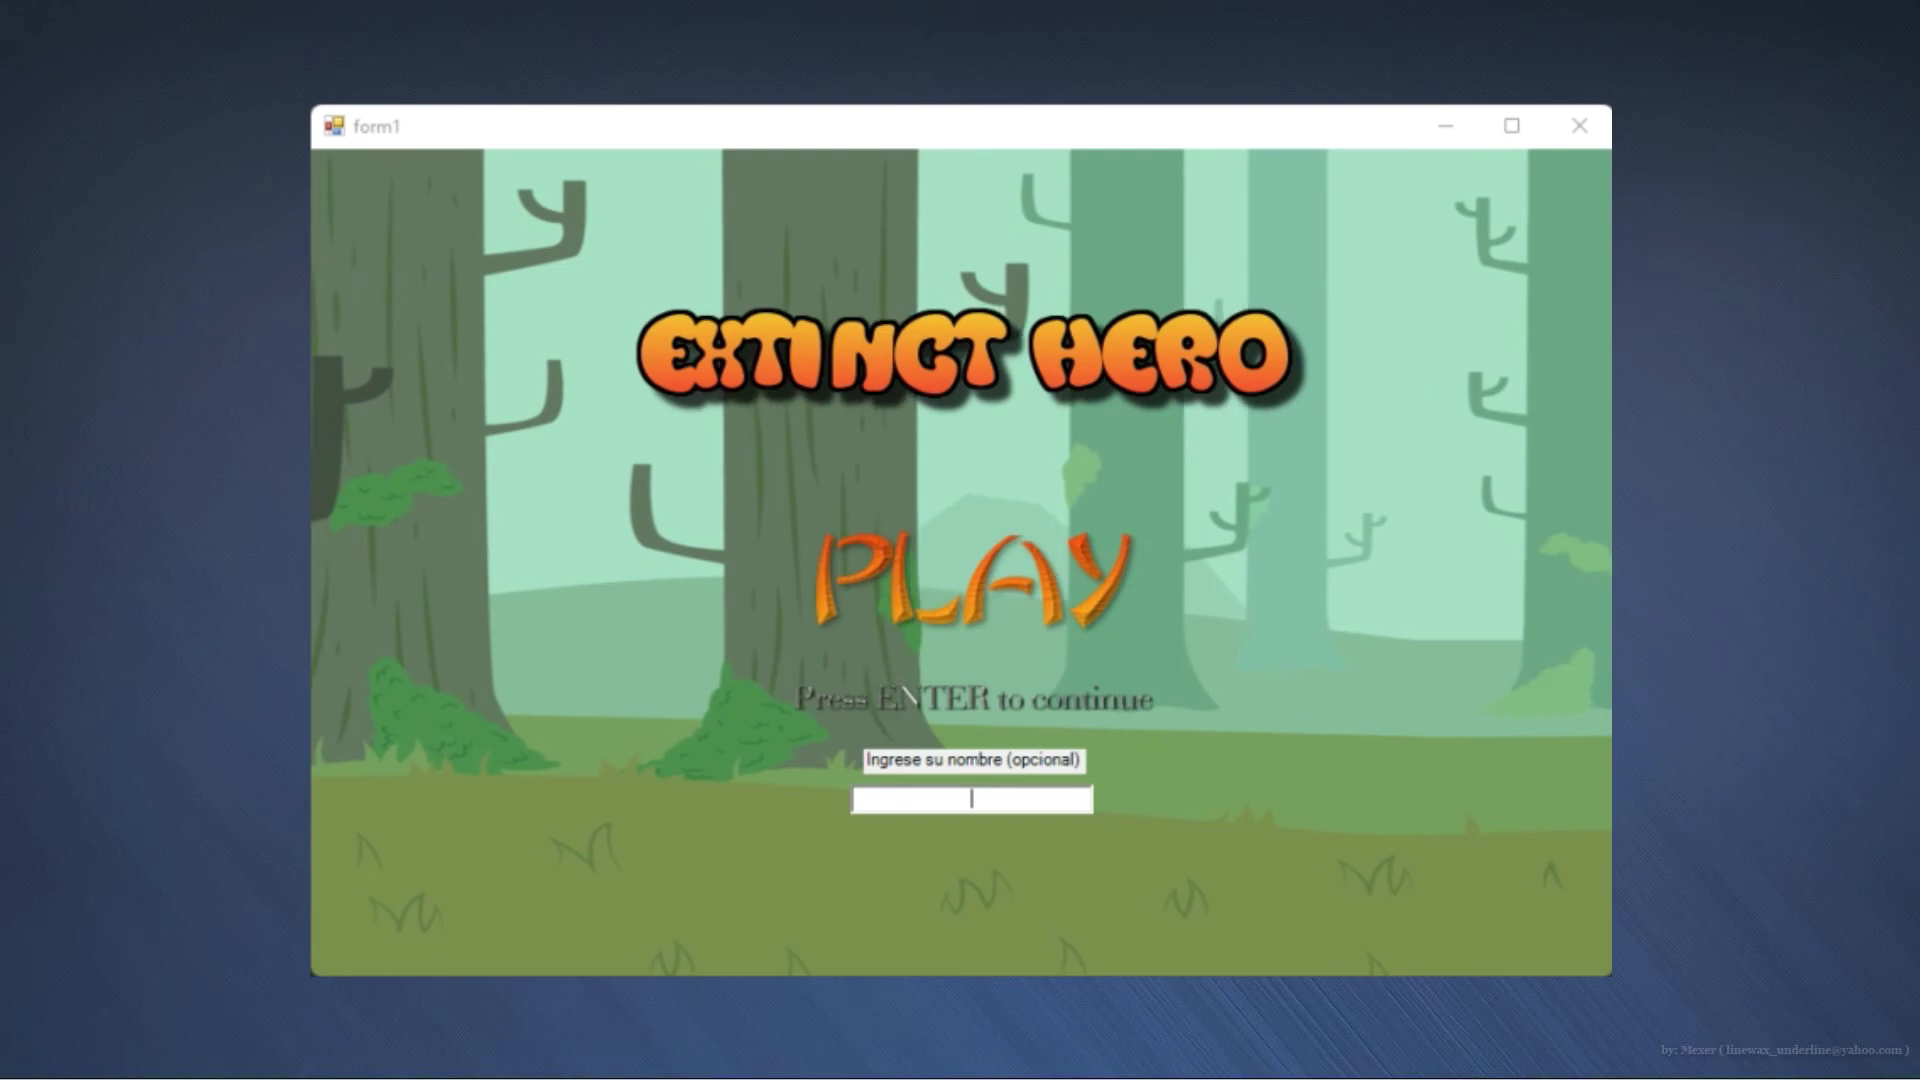 form1
EXTINCT HERO
PLAY
Press ENTER to continue
Ingrese su nombre (opcional)
by: Mexer ( linewax_underline@yahoo.com )